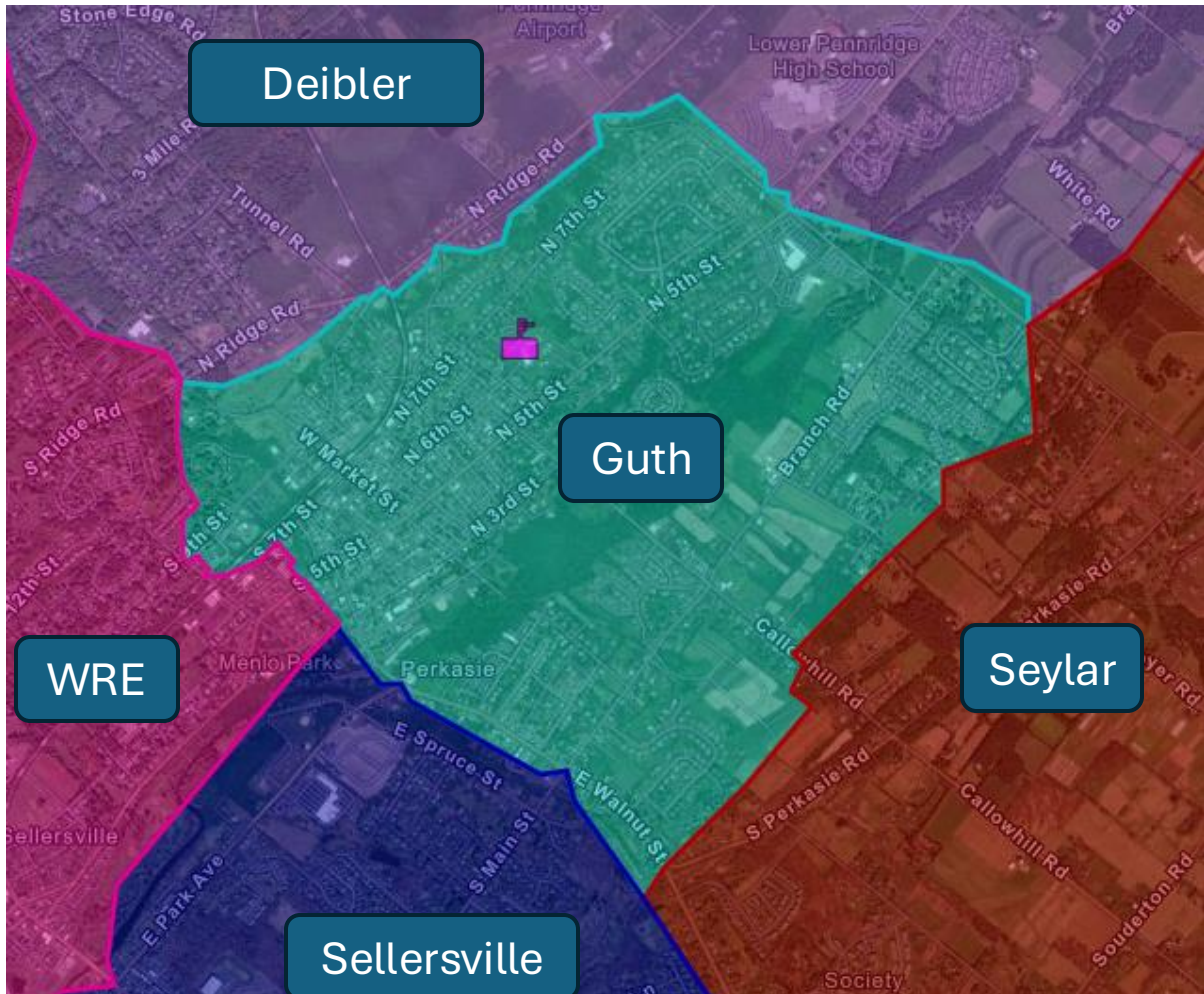 Stone Edge Rd
Pennridge
Airport
Lower Pennridge
High School
Deibler
3 Mile R
N Ridge Rd
White Rd
Tunnel Rd
N 7th St
N 5th St
N Ridge Rd
N 7th St
N 5th St
S Ridge Rd
N 6th St
W Market St
Guth
Branch Rd
N 3rd St
S 7th St
5th St
12th St
Perkasie Rd
Menlo Park
Perkasie
Callowhill Rd
WRE
Seylar
E Spruce St
E Walnut St
S Perkasie Rd
Callowhill Rd
Sellersville
S Main St
E Park Ave
Souderton Rd
Sellersville
Society